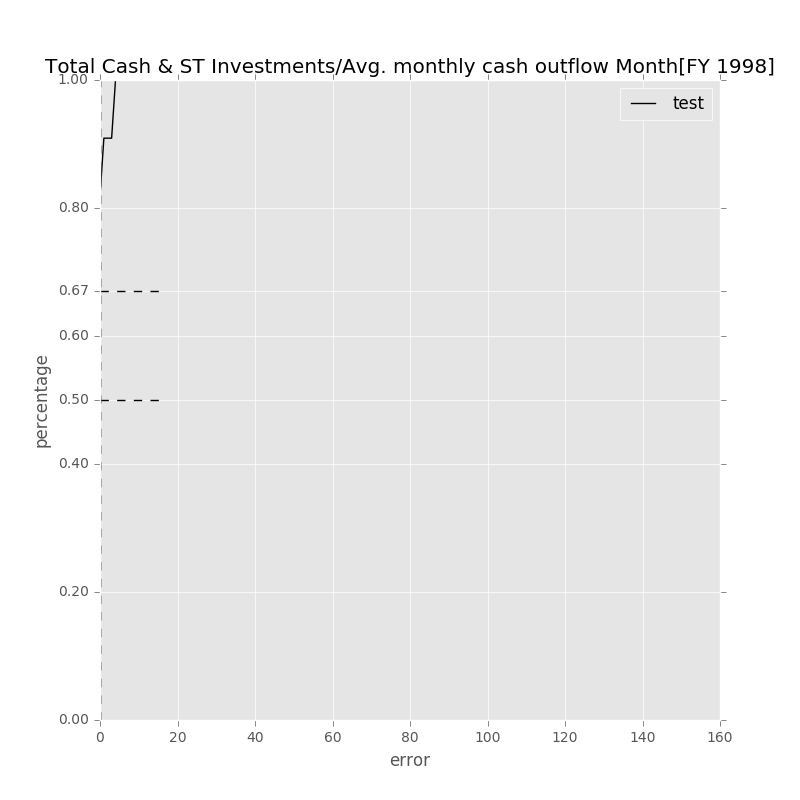 Total Cash & ST Investments/Avg. monthly cash outflow Month[FY 1998]
test
1.00
0.80
0.67
0.60
0.50
0.40
0.20
0.00
percentage
0 20 40 60 80 100 120 140 160
error